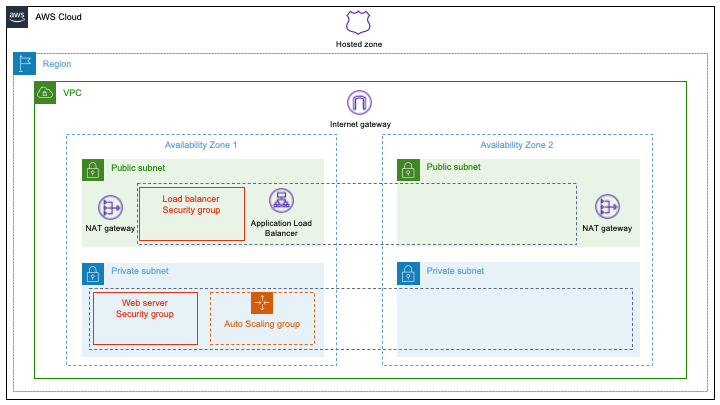 aws
AWS Cloud
Hosted zone
Region
VPC
Internet gateway
Availability Zone 1
Availability Zone 2
Public subnet
Public subnet
Load balancer
Security group
NAT gateway
Application Load
Balancer
NAT gateway
Private subnet
Private subnet
Web server
Security group
Auto Scaling group